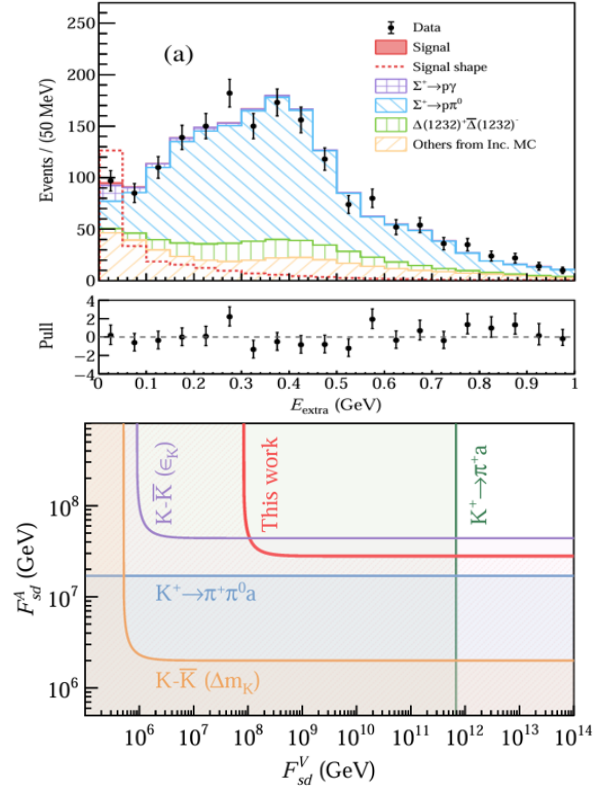 250
200
150
100
50
0
Events / (50 MeV)
(a)
Data
Signal
Signal shape
Σ⁺→pγ
Σ⁺→pπ⁰
Δ(1232)⁺Δ̅(1232)⁻
Others from Inc. MC
4
2
0
−2
−4
Pull
0 0.1 0.2 0.3 0.4 0.5 0.6 0.7 0.8 0.9 1
E_extra (GeV)
10⁸
10⁷
10⁶
F^A_sd (GeV)
K-K̅ (ϵ_K)
This work
K⁺→π⁺a
K⁺→π⁺π⁰a
K-K̅ (Δm_K)
10⁶ 10⁷ 10⁸ 10⁹ 10¹⁰ 10¹¹ 10¹² 10¹³ 10¹⁴
F^V_sd (GeV)